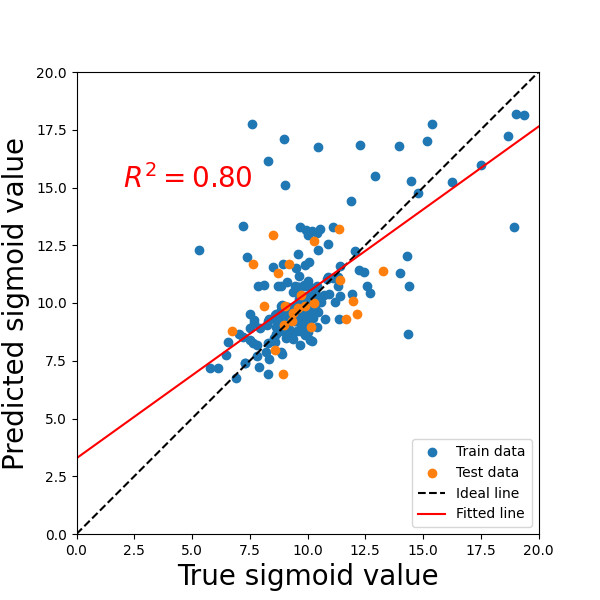 R² = 0.80
20.0
17.5
15.0
12.5
10.0
7.5
5.0
2.5
0.0
Predicted sigmoid value
Train data
Test data
Ideal line
Fitted line
0.0 2.5 5.0 7.5 10.0 12.5 15.0 17.5 20.0
True sigmoid value